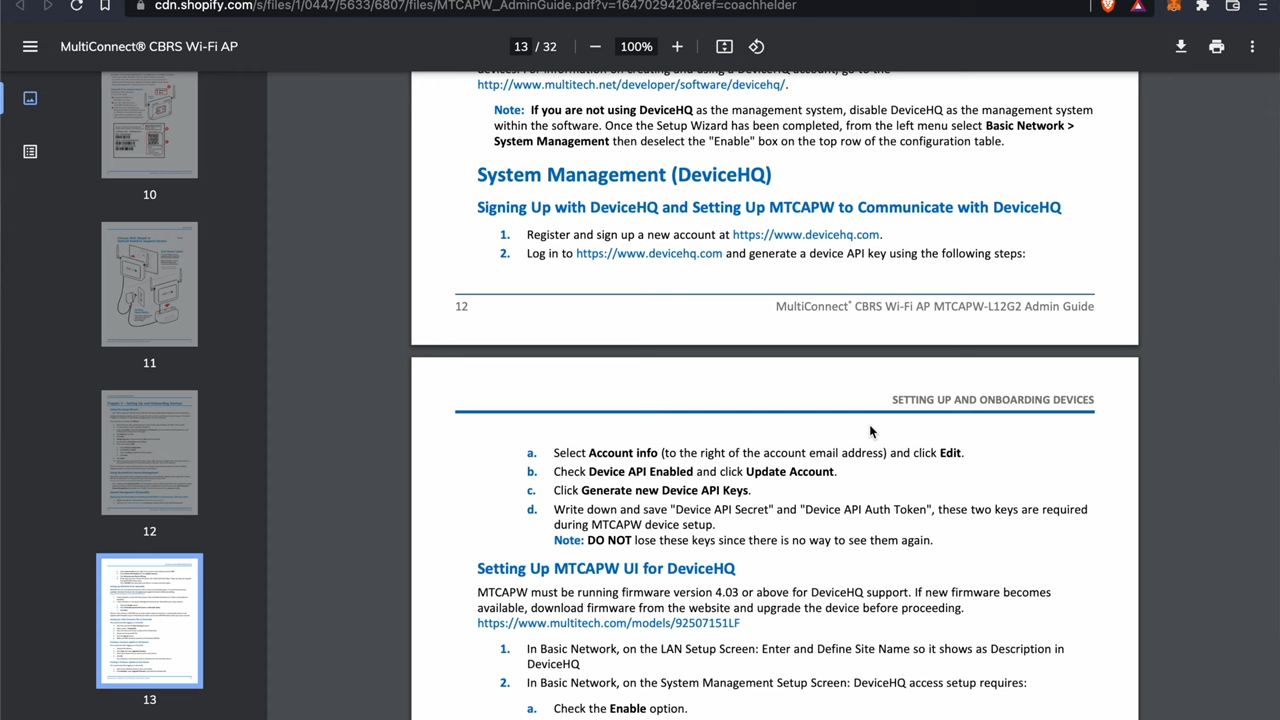 cdn.shopify.com/s/files/1/0447/5633/6807/files/MTCAPW_AdminGuide.pdf?v=1647029420&ref=coachhelder
MultiConnect® CBRS Wi-Fi AP
13 / 32
100%
devices. For information on creating and using a DeviceHQ account, go to the
http://www.multitech.net/developer/software/devicehq/.
Note: If you are not using DeviceHQ as the management system, disable DeviceHQ as the management system
within the software. Once the Setup Wizard has been completed, from the left menu select Basic Network >
System Management then deselect the "Enable" box on the top row of the configuration table.
System Management (DeviceHQ)
Signing Up with DeviceHQ and Setting Up MTCAPW to Communicate with DeviceHQ
1. Register and sign up a new account at https://www.devicehq.com.
2. Log in to https://www.devicehq.com and generate a device API key using the following steps:
12
MultiConnect® CBRS Wi-Fi AP MTCAPW-L12G2 Admin Guide
SETTING UP AND ONBOARDING DEVICES
a. Select Account info (to the right of the account email address) and click Edit.
b. Check Device API Enabled and click Update Account.
c. Click Generate new Device API Keys.
d. Write down and save "Device API Secret" and "Device API Auth Token", these two keys are required
during MTCAPW device setup.
Note: DO NOT lose these keys since there is no way to see them again.
Setting Up MTCAPW UI for DeviceHQ
MTCAPW must be running firmware version 4.03 or above for DeviceHQ support. If new firmware becomes
available, download firmware from the website and upgrade the device before proceeding.
https://www.multitech.com/models/92507151LF
1. In Basic Network, on the LAN Setup Screen: Enter and Define Site Name so it shows as Description in
DeviceHQ.
2. In Basic Network, on the System Management Setup Screen: DeviceHQ access setup requires:
a. Check the Enable option.
10
11
12
13